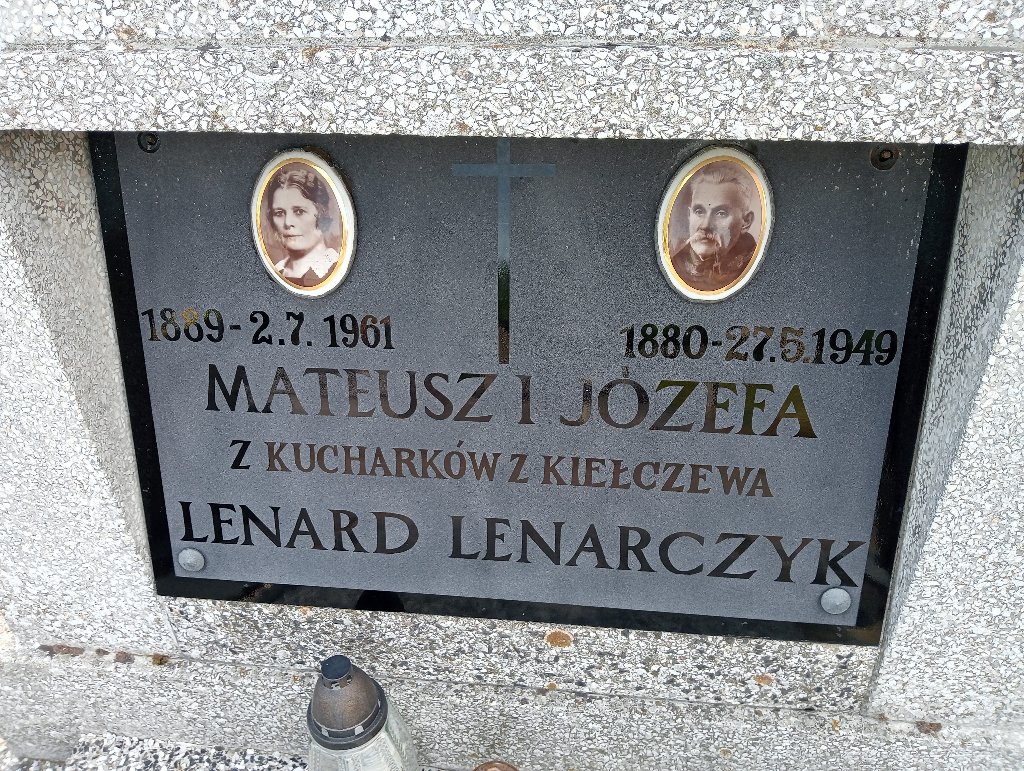 1889 - 2.7. 1961
1880 - 27.5.1949
MATEUSZ I JÓZEFA
Z KUCHARKÓW Z KIEŁCZEWA
LENARD LENARCZYK